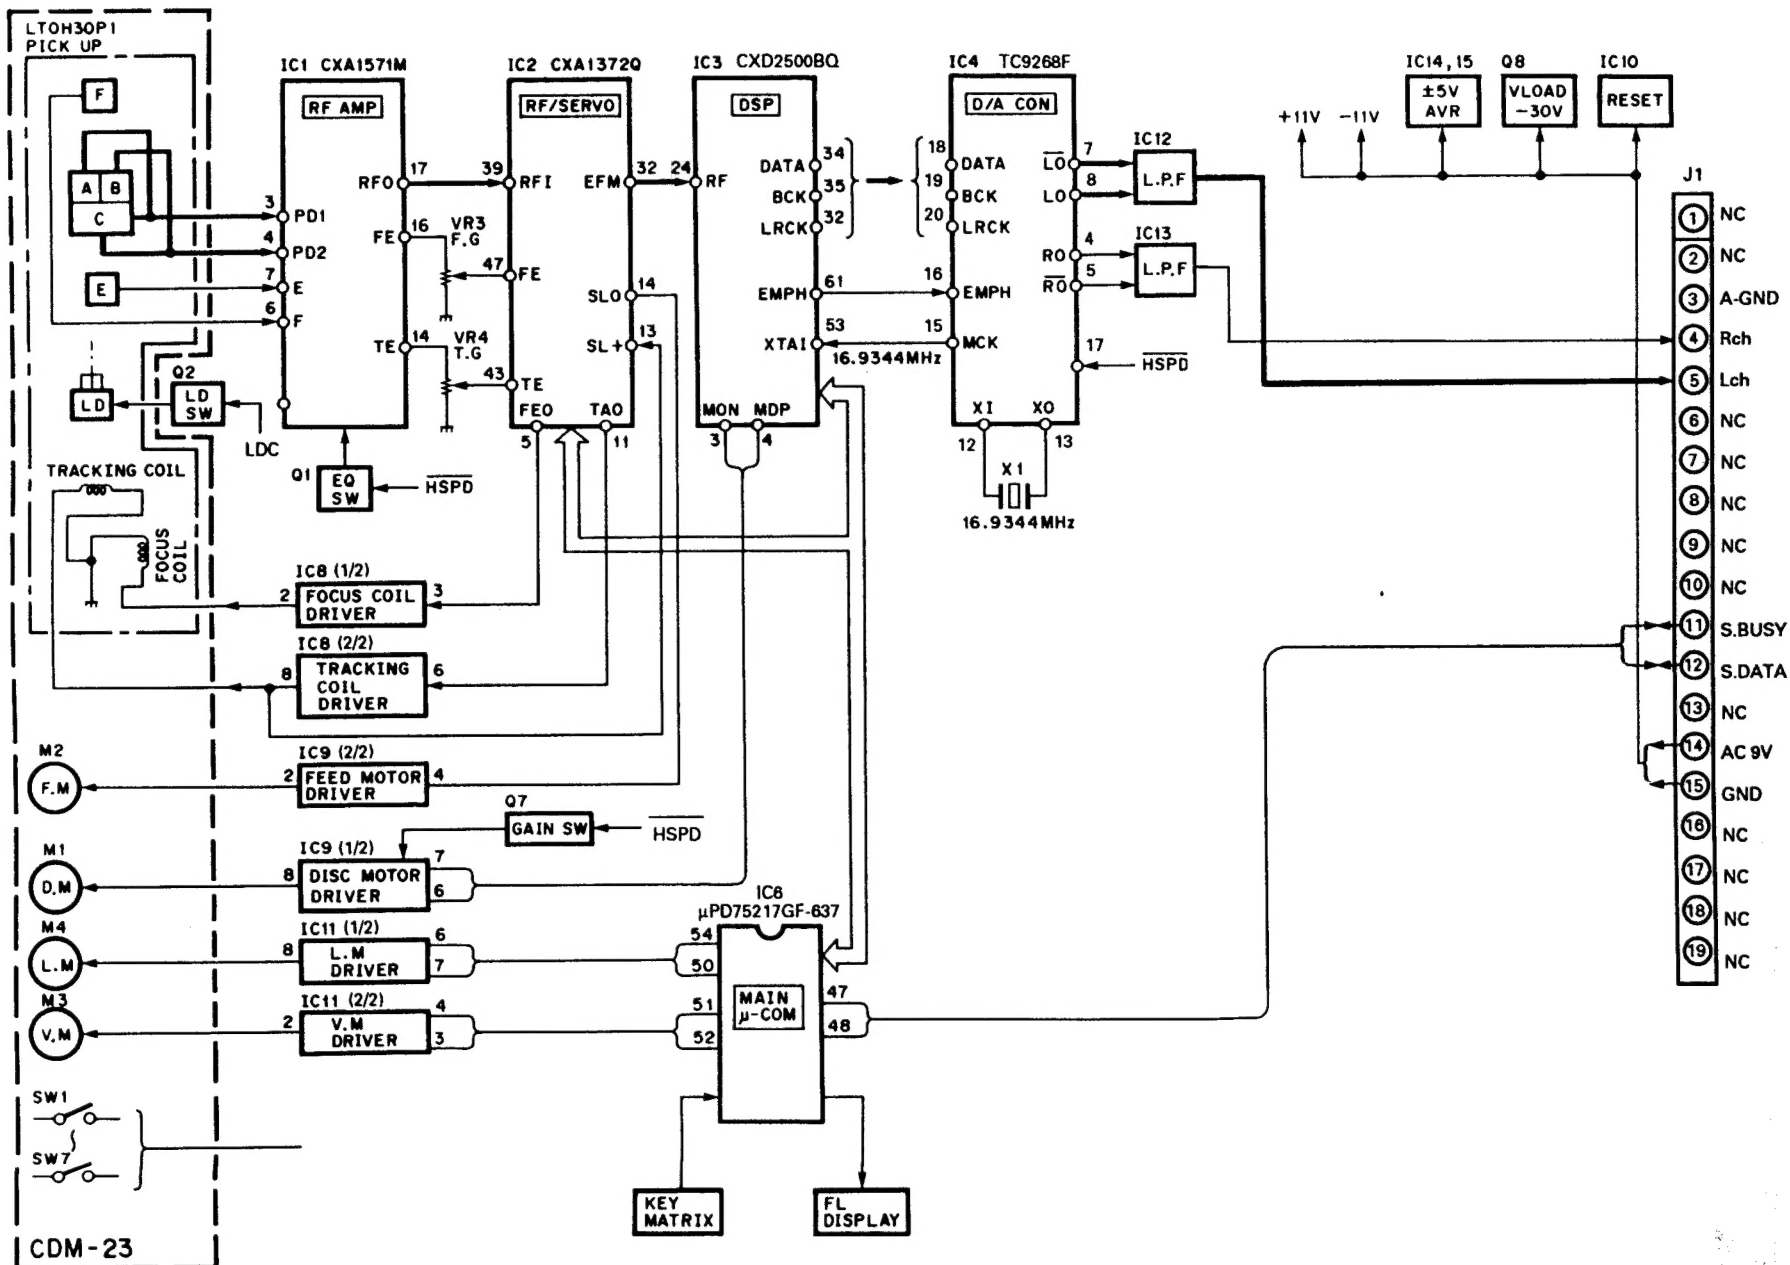 LTOH30P1
PICK UP
F
A B
C
E
LD
Q2
LD
SW
LDC
TRACKING COIL
FOCUS
COIL
IC1 CXA1571M
RF AMP
3 PD1
4 PD2
7 E
6 F
RFO 17
FE 16
TE 14
VR3
F.G
VR4
T.G
Q1
EQ
SW
HSPD
IC2 CXA1372Q
RF/SERVO
39 RFI
47 FE
43 TE
EFM 32
SLO 14
SL+ 13
FEO TAO
5 11
IC3 CXD2500BQ
DSP
24 RF
DATA 34
BCK 35
LRCK 32
EMPH 61
XTAI 53
MON MDP
3 4
16.9344MHz
IC4 TC9268F
D/A CON
18 DATA
19 BCK
20 LRCK
16 EMPH
15 MCK
LO 7
LO 8
RO 4
RO 5
17
HSPD
XI XO
12 13
X1
16.9344MHz
IC12
L.P.F
IC13
L.P.F
+11V -11V
IC14,15
±5V
AVR
Q8
VLOAD
-30V
IC10
RESET
J1
1 NC
2 NC
3 A-GND
4 Rch
5 Lch
6 NC
7 NC
8 NC
9 NC
10 NC
11 S.BUSY
12 S.DATA
13 NC
14 AC 9V
15 GND
16 NC
17 NC
18 NC
19 NC
IC8 (1/2)
2 FOCUS COIL 3
DRIVER
IC8 (2/2)
8 TRACKING 6
COIL
DRIVER
M2
F.M
IC9 (2/2)
2 FEED MOTOR 4
DRIVER
Q7
GAIN SW
HSPD
M1
D.M
IC9 (1/2)
8 DISC MOTOR 7
DRIVER 6
M4
L.M
IC11 (1/2)
8 L.M 6
DRIVER 7
M3
V.M
IC11 (2/2)
2 V.M 4
DRIVER 3
IC6
μPD75217GF-637
54
50
51
52
MAIN
μ-COM
47
48
SW1
SW7
KEY
MATRIX
FL
DISPLAY
CDM-23